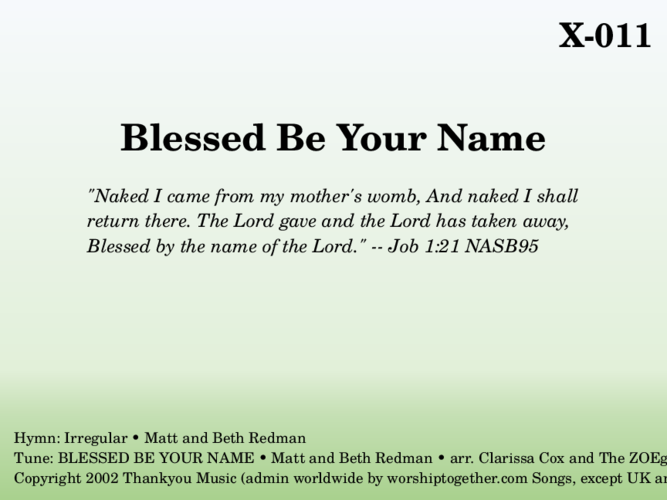 X-011
Blessed Be Your Name
"Naked I came from my mother's womb, And naked I shall
return there. The Lord gave and the Lord has taken away,
Blessed by the name of the Lord." -- Job 1:21 NASB95
Hymn: Irregular • Matt and Beth Redman
Tune: BLESSED BE YOUR NAME • Matt and Beth Redman • arr. Clarissa Cox and The ZOEg
Copyright 2002 Thankyou Music (admin worldwide by worshiptogether.com Songs, except UK an